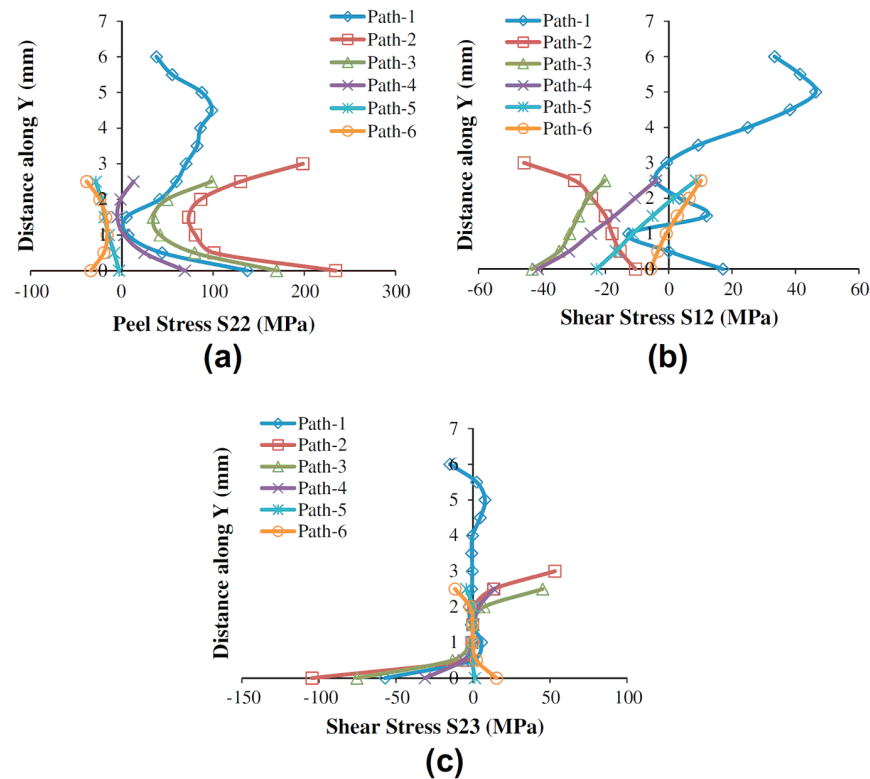 7
6
5
4
3
2
1
0
Distance along Y (mm)
-100 0 100 200 300
Peel Stress S22 (MPa)
Path-1
Path-2
Path-3
Path-4
Path-5
Path-6
(a)
7
6
5
4
3
2
1
0
Distance along Y (mm)
-60 -40 -20 0 20 40 60
Shear Stress S12 (MPa)
Path-1
Path-2
Path-3
Path-4
Path-5
Path-6
(b)
Path-1
Path-2
Path-3
Path-4
Path-5
Path-6
7
6
5
4
3
2
1
0
Distance along Y (mm)
-150 -100 -50 0 50 100
Shear Stress S23 (MPa)
(c)